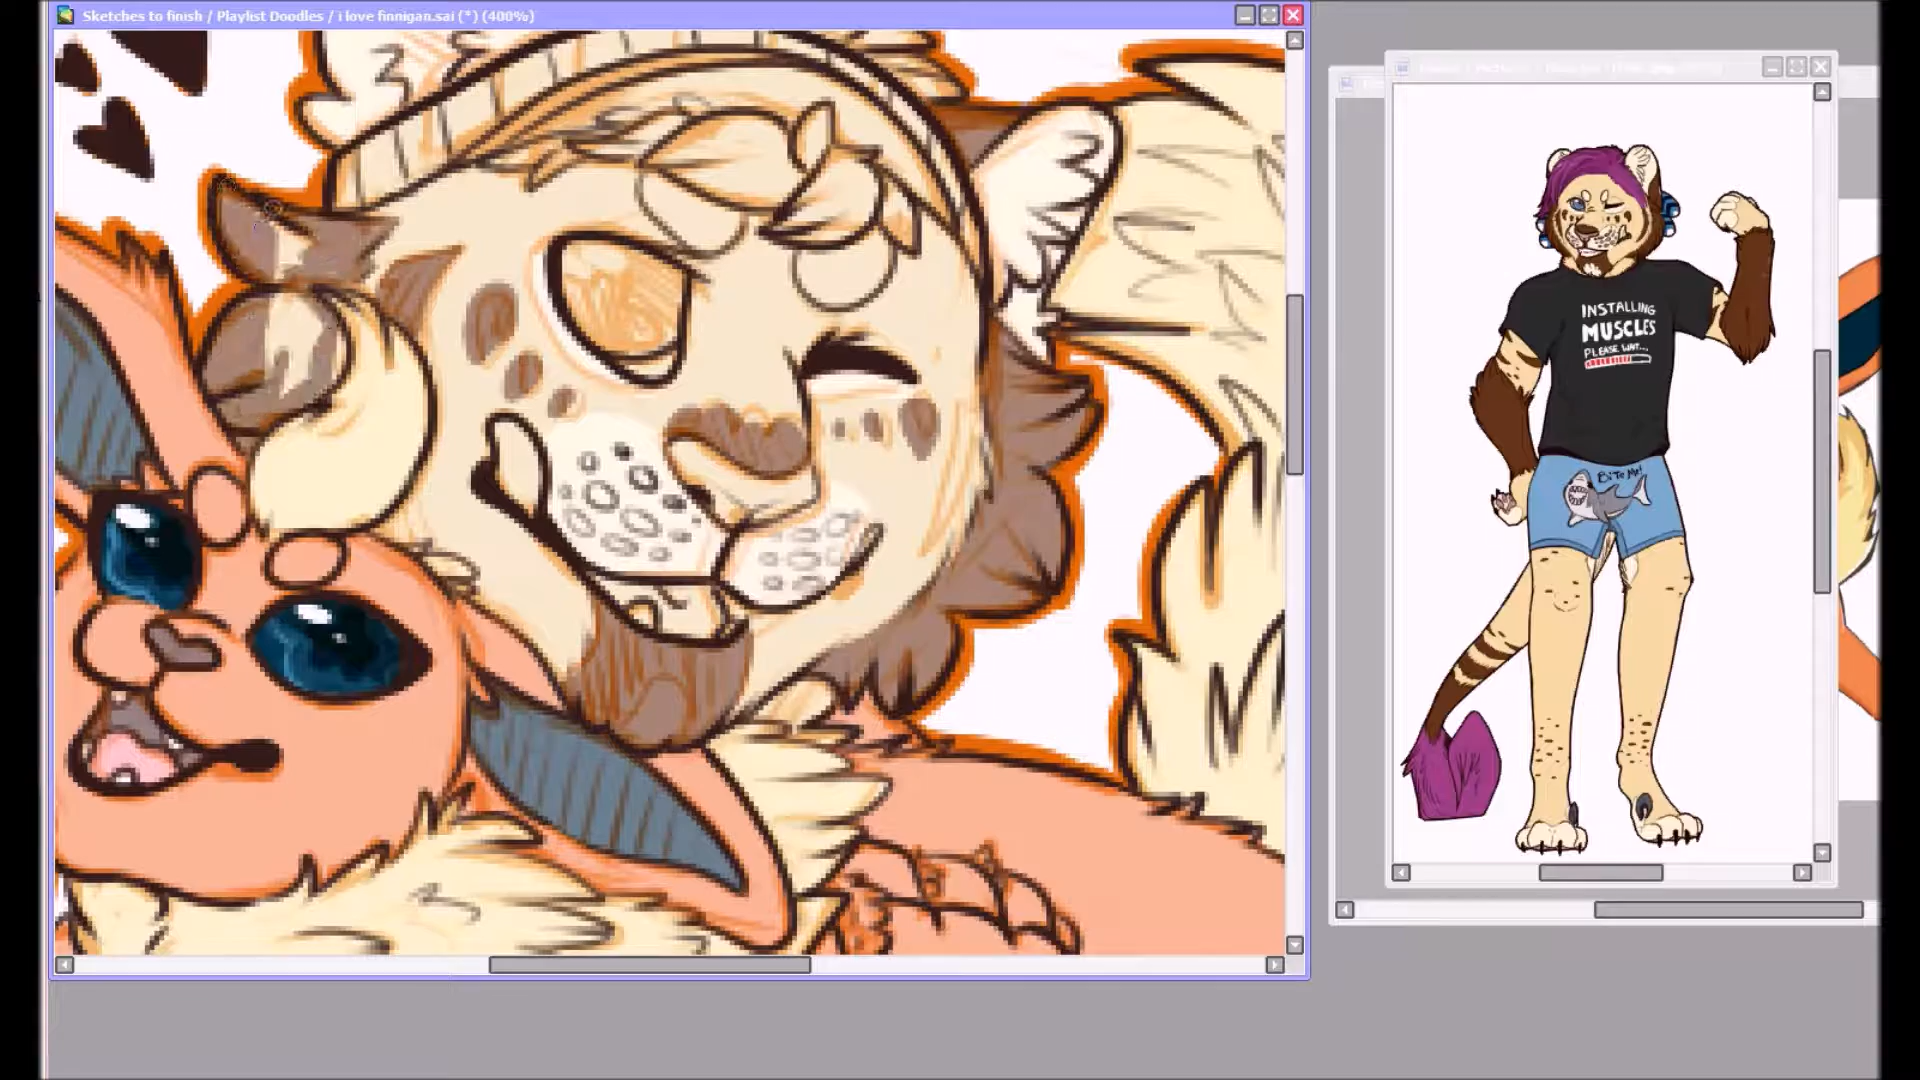 Sketches to finish / Playlist Doodles / i love finnigan.sai (*) (400%)
INSTALLING
MUSCLES
PLEASE WAIT...
BiTe Me!